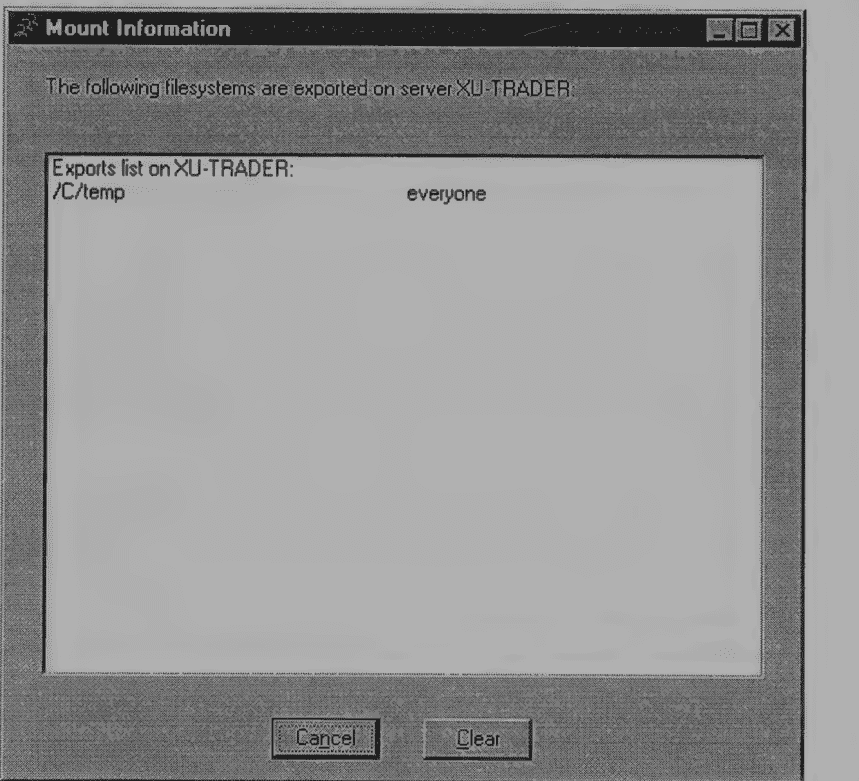 Mount Information
The following filesystems are exported on server XU-TRADER:
Exports list on XU-TRADER:
/C/temp everyone
Cancel Clear